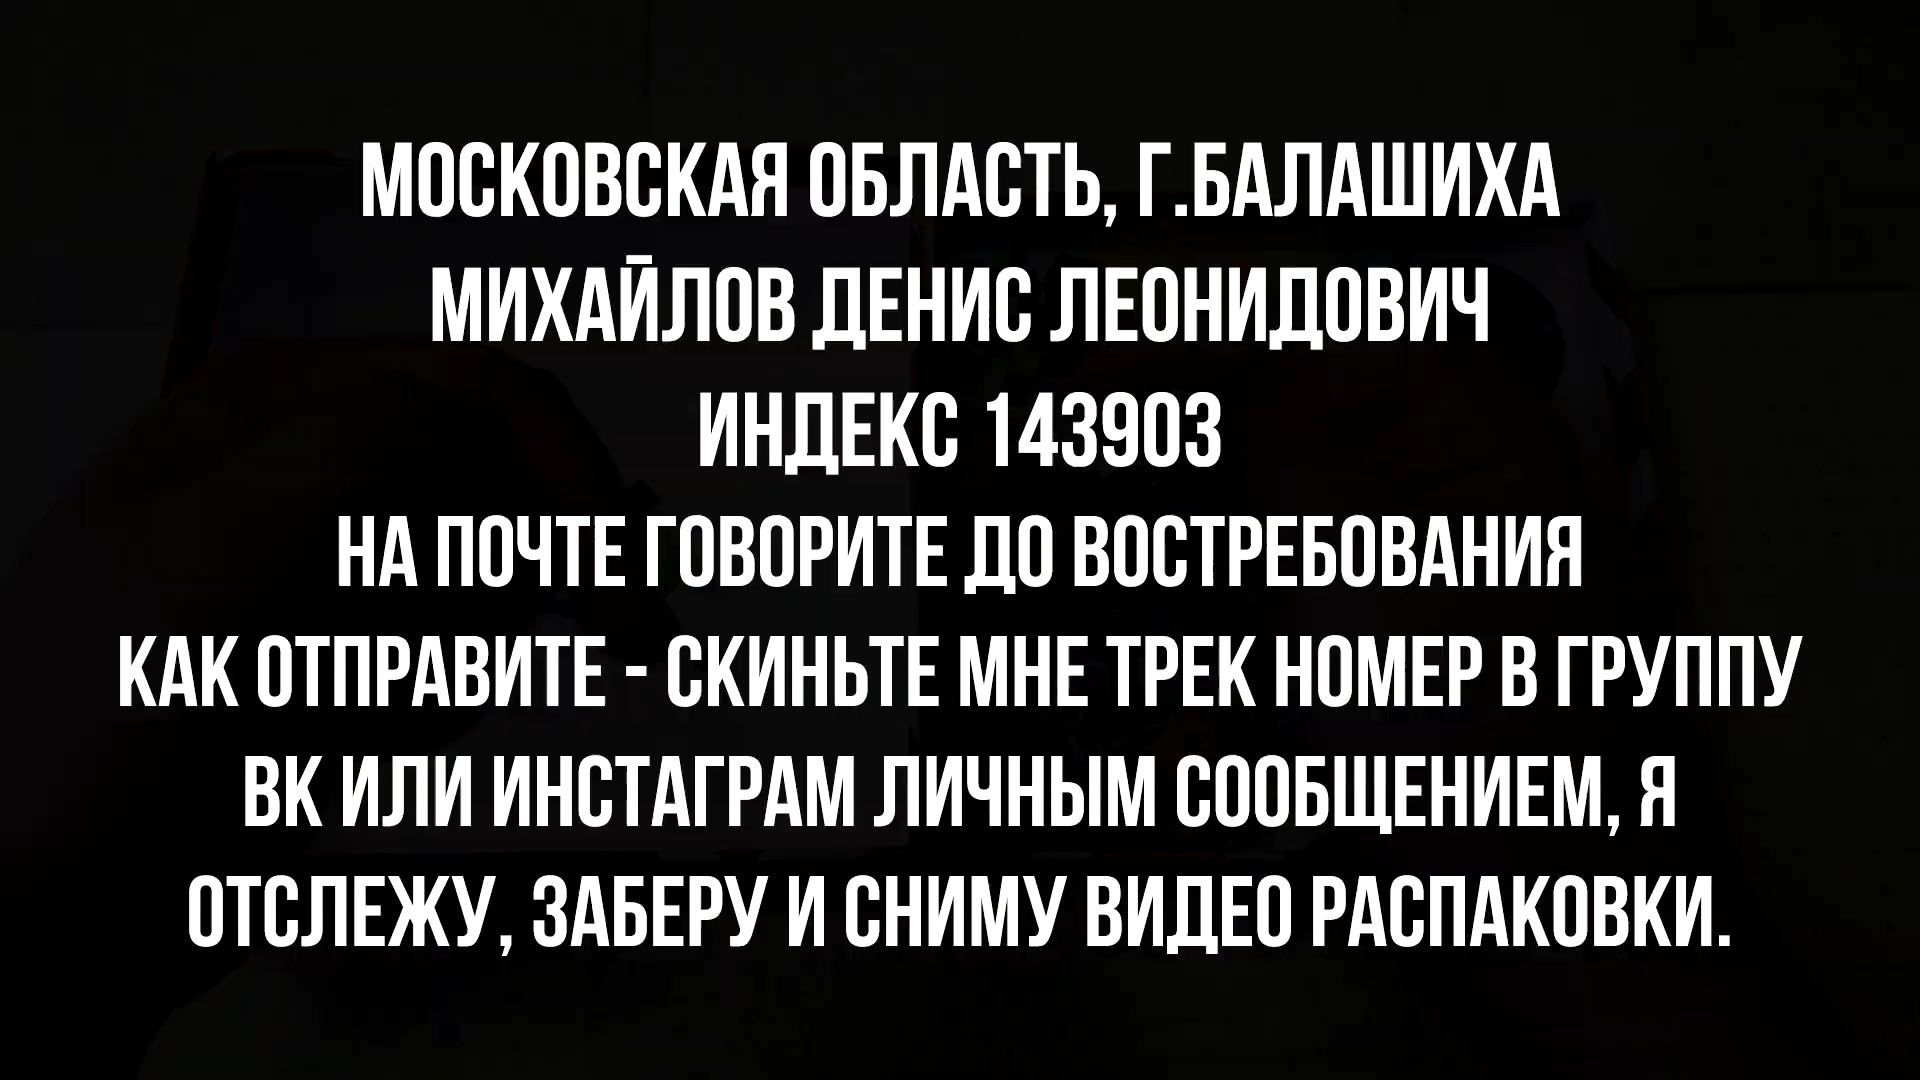 МОСКОВСКАЯ ОБЛАСТЬ, Г.БАЛАШИХА
МИХАЙЛОВ ДЕНИС ЛЕОНИДОВИЧ
ИНДЕКС 143903
НА ПОЧТЕ ГОВОРИТЕ ДО ВОСТРЕБОВАНИЯ
КАК ОТПРАВИТЕ - СКИНЬТЕ МНЕ ТРЕК НОМЕР В ГРУППУ
ВК ИЛИ ИНСТАГРАМ ЛИЧНЫМ СООБЩЕНИЕМ, Я
ОТСЛЕЖУ, ЗАБЕРУ И СНИМУ ВИДЕО РАСПАКОВКИ.